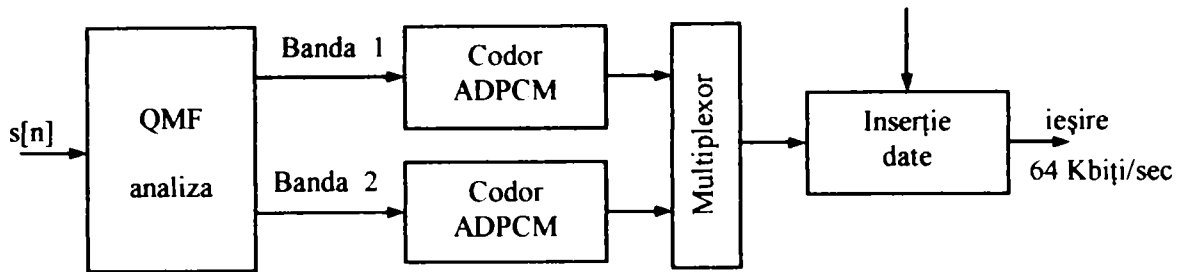 s[n]
QMF
analiza
Banda 1
Banda 2
Codor
ADPCM
Codor
ADPCM
Multiplexor
Inserție
date
ieșire
64 Kbiți/sec